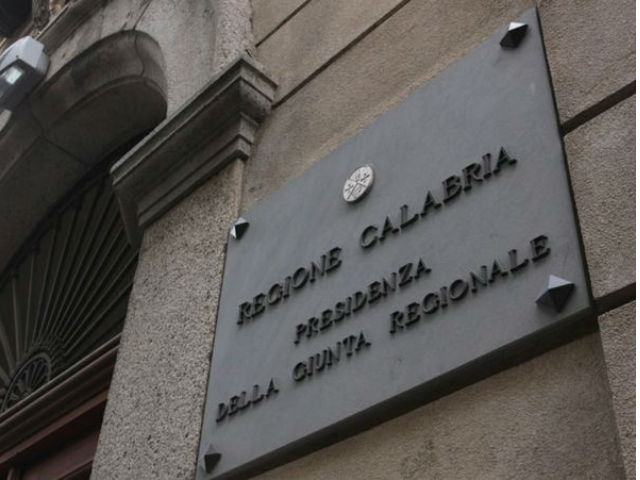 REGIONE CALABRIA
PRESIDENZA
DELLA GIUNTA REGIONALE